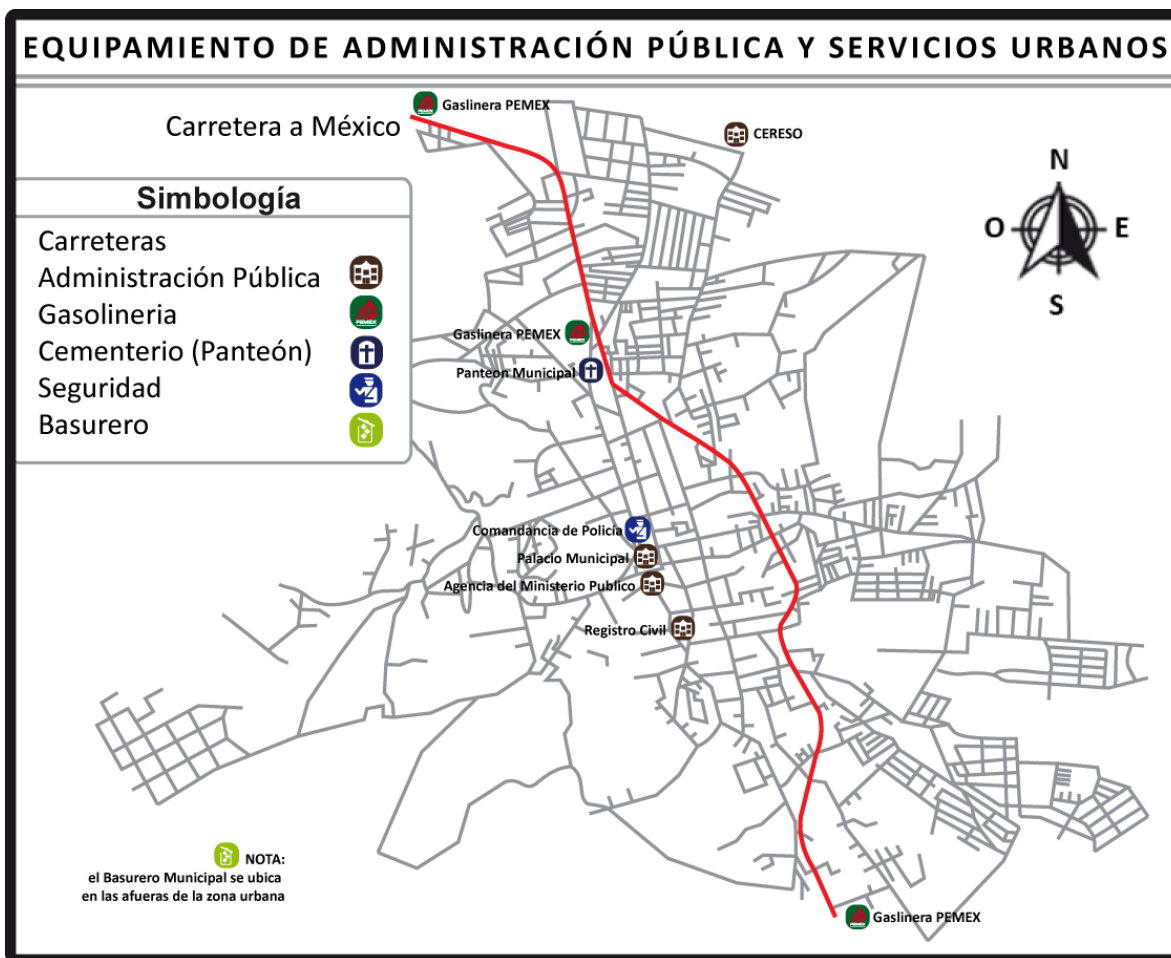 EQUIPAMIENTO DE ADMINISTRACIÓN PÚBLICA Y SERVICIOS URBANOS
Gaslinera PEMEX
Carretera a México
CERESO
N
O
E
S
Simbología
Carreteras
Administración Pública
Gasolineria
PEMEX
Cementerio (Panteón)
Seguridad
Basurero
Gaslinera PEMEX
Panteon Municipal
Comandancia de Policía
Palacio Municipal
Agencia del Ministerio Publico
Registro Civil
NOTA:
el Basurero Municipal se ubica
en las afueras de la zona urbana
Gaslinera PEMEX